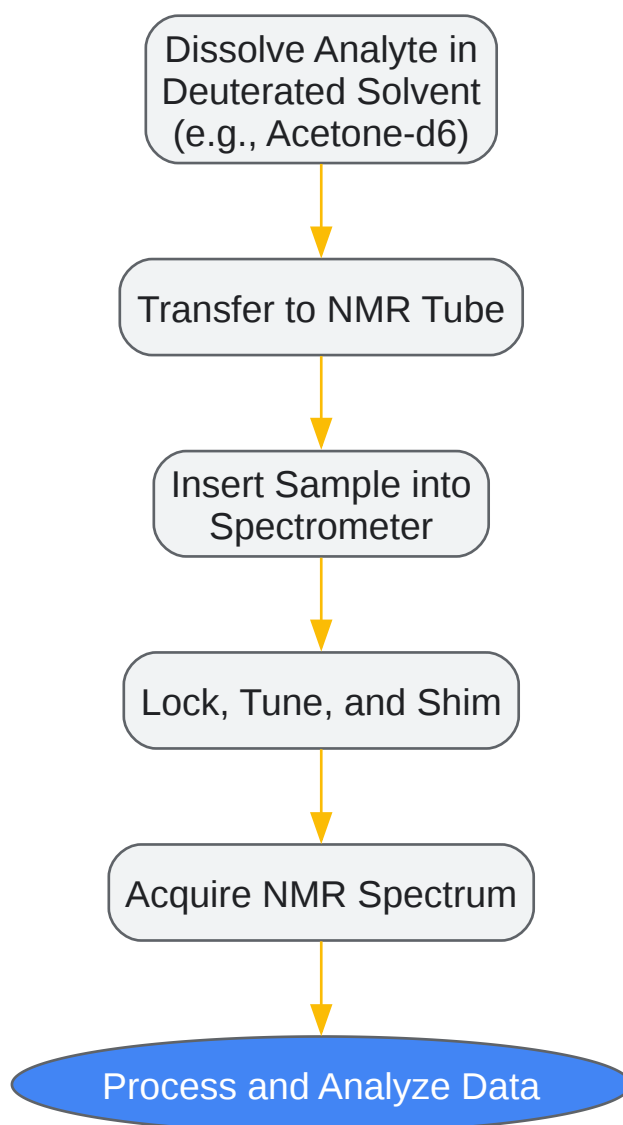 Dissolve Analyte in
Deuterated Solvent
(e.g., Acetone-d6)
Transfer to NMR Tube
Insert Sample into
Spectrometer
Lock, Tune, and Shim
Acquire NMR Spectrum
Process and Analyze Data